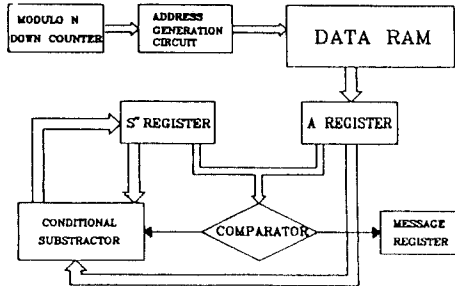 MODULO N
DOWN COUNTER
ADDRESS
GENERATION
CIRCUIT
DATA RAM
S" REGISTER
A REGISTER
CONDITIONAL
SUBSTRACTOR
COMPARATOR
MESSAGE
REGISTER